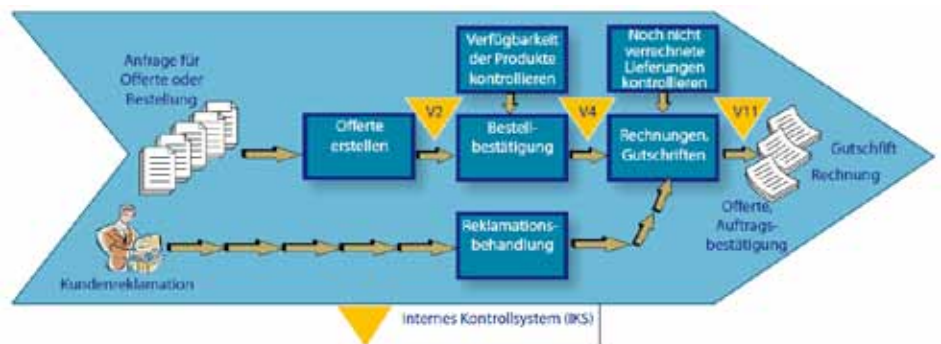 Anfrage für
Offerte oder
Bestellung
Verfügbarkeit
der Produkte
kontrollieren
Noch nicht
verrechnete
Lieferungen
kontrollieren
Offerte
erstellen
V2
Bestell-
bestätigung
V4
Rechnungen,
Gutschriften
V11
Gutschrift
Rechnung
Offerte,
Auftrags-
bestätigung
Reklamations-
behandlung
Kundenreklamation
Internes Kontrollsystem (IKS)